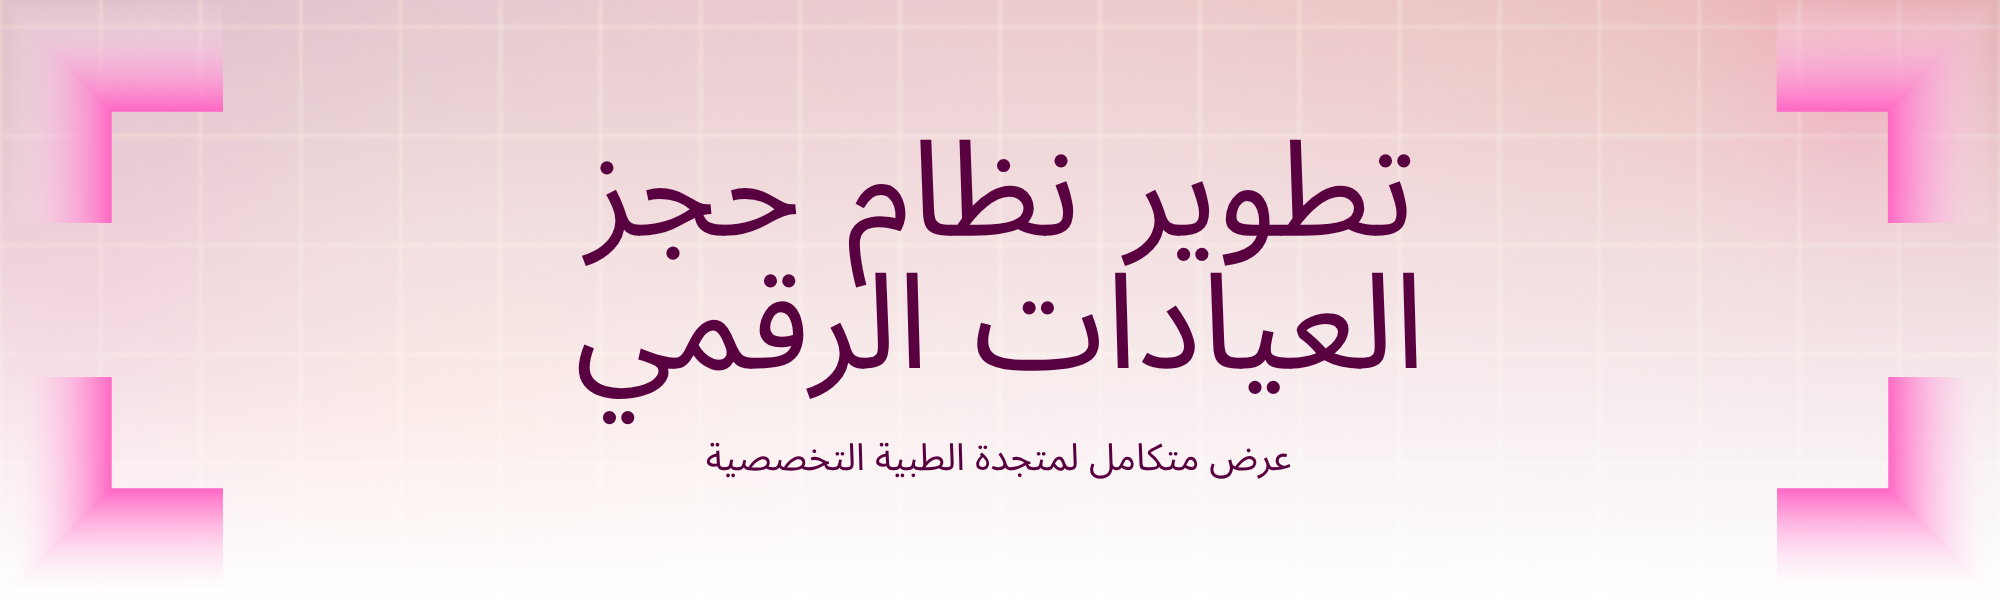 تطوير نظام حجز
العيادات الرقمي
عرض متكامل لمتجدة الطبية التخصصية